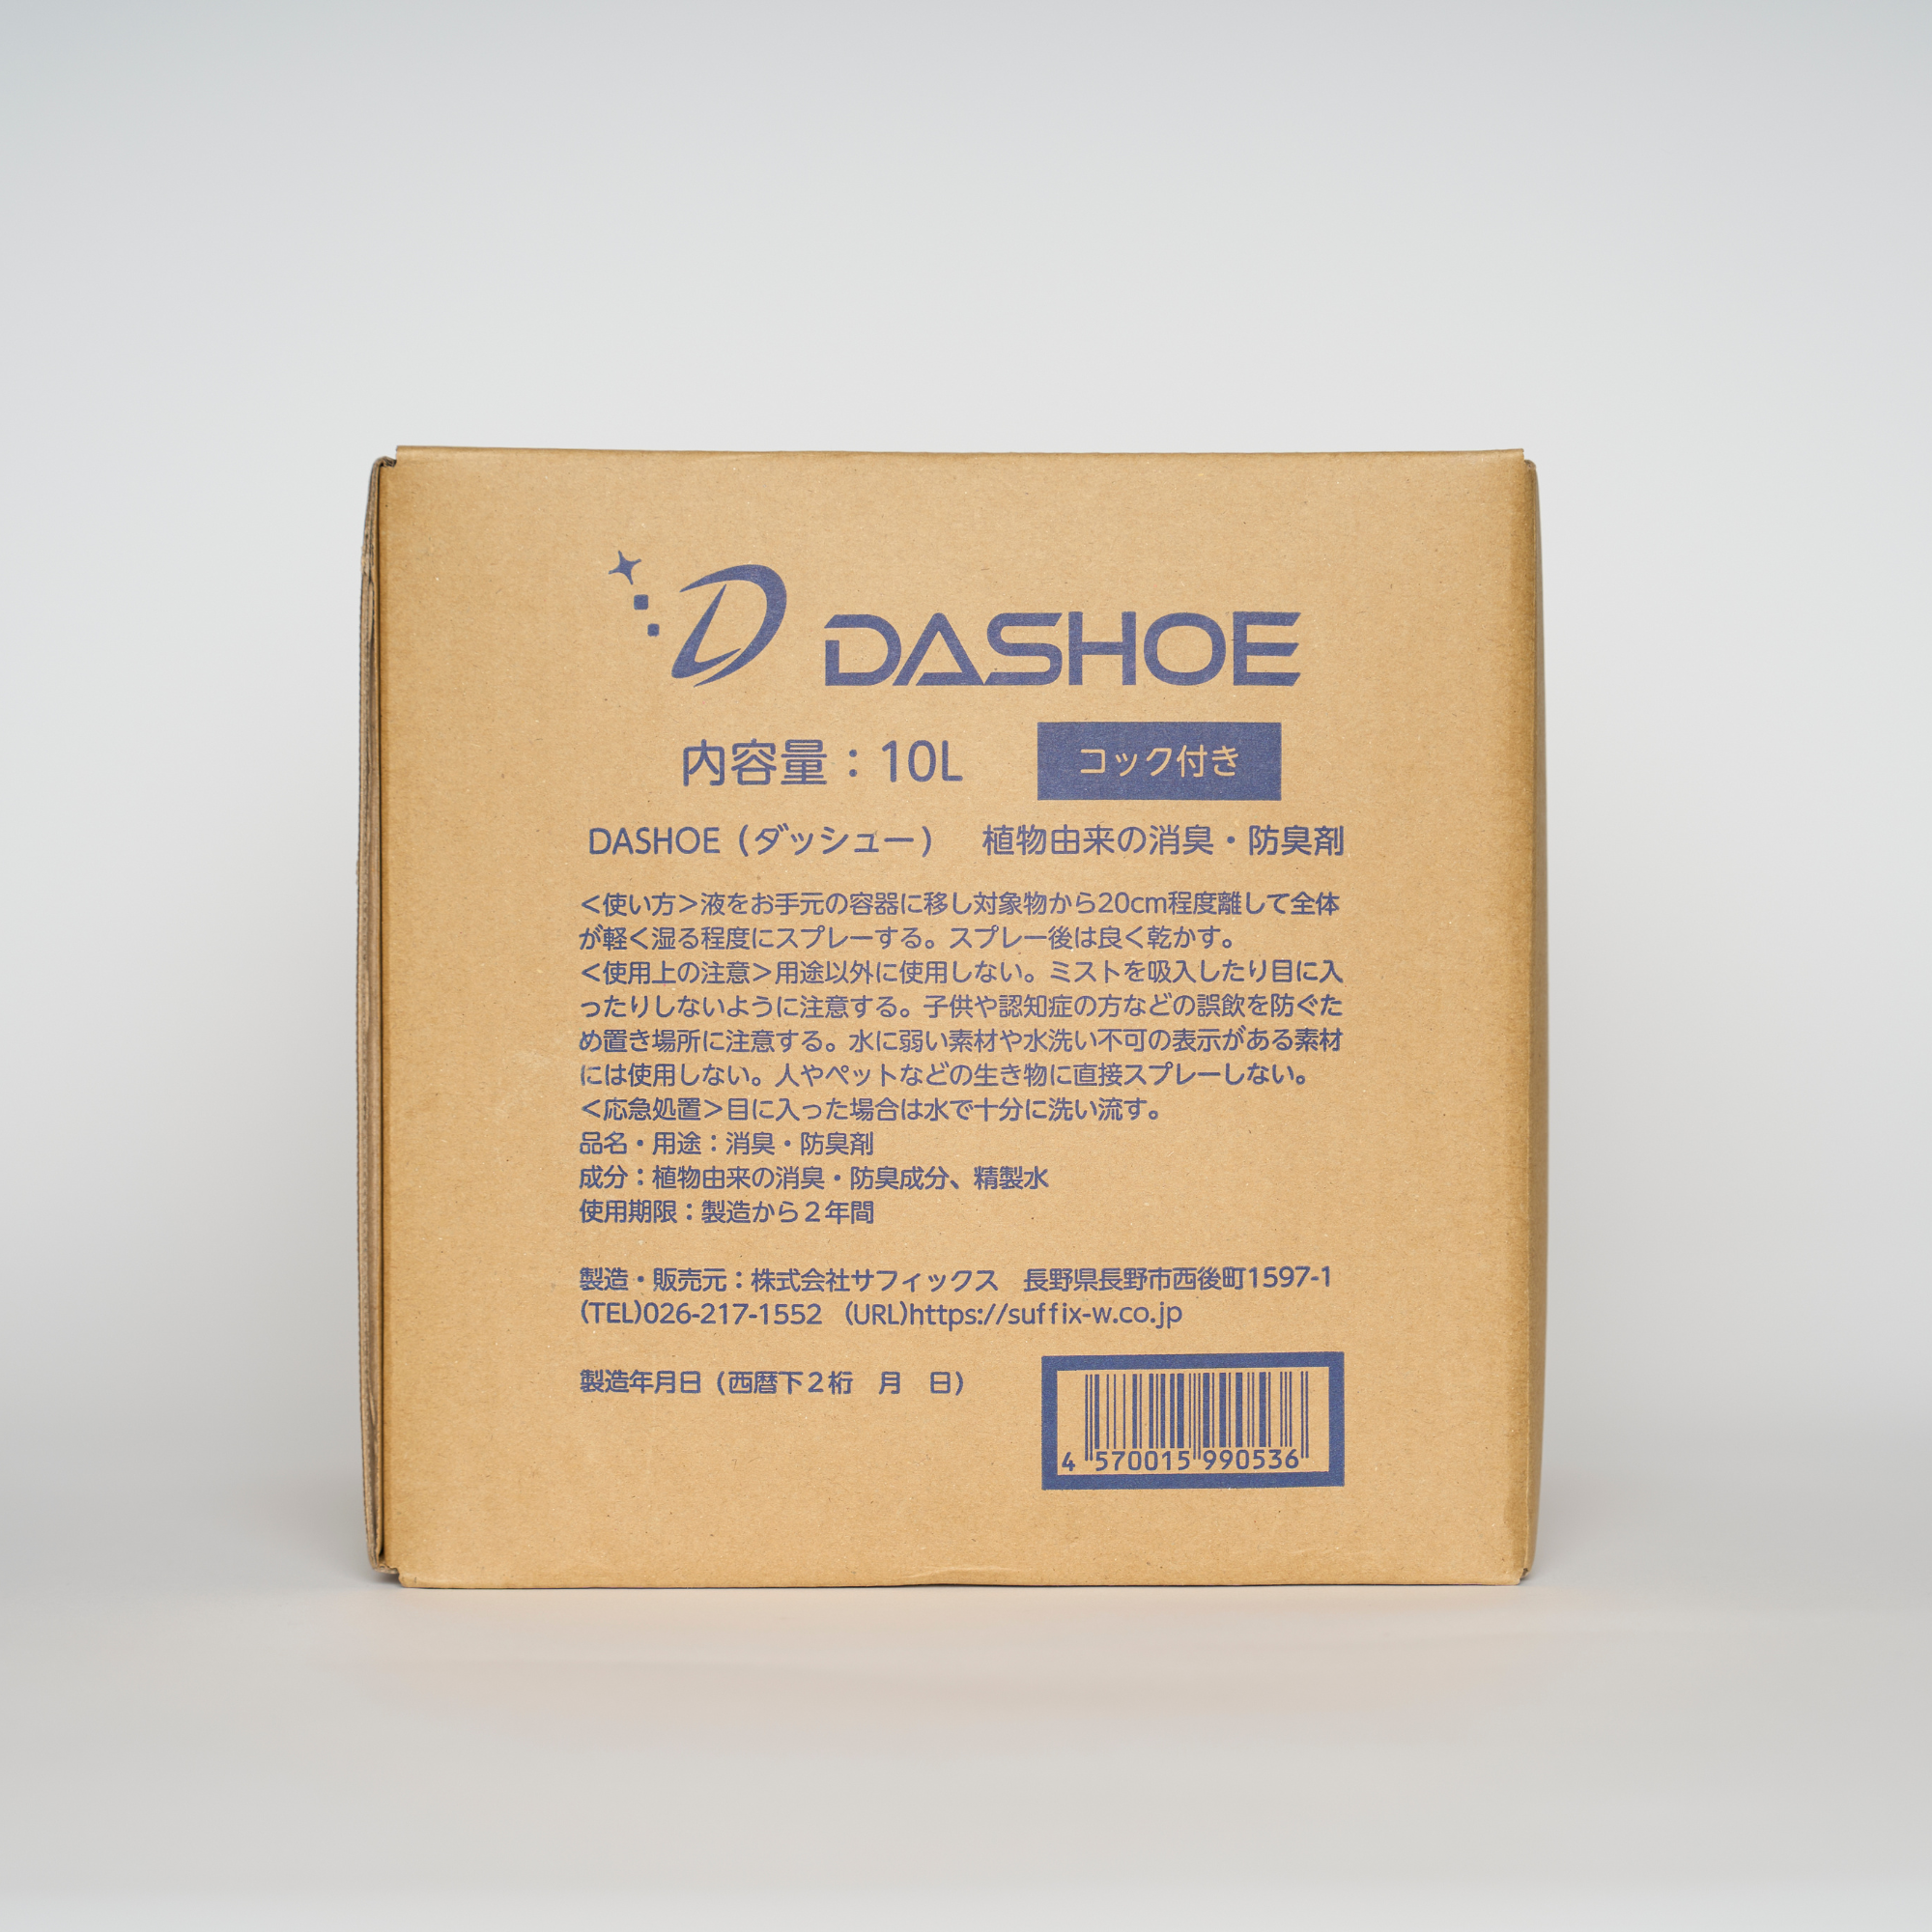 D DASHOE
内容量：10L コック付き
DASHOE（ダッシュー） 植物由来の消臭・防臭剤
＜使い方＞液をお手元の容器に移し対象物から20cm程度離して全体
が軽く湿る程度にスプレーする。スプレー後は良く乾かす。
＜使用上の注意＞用途以外に使用しない。ミストを吸入したり目に入
ったりしないように注意する。子供や認知症の方などの誤飲を防ぐた
め置き場所に注意する。水に弱い素材や水洗い不可の表示がある素材
には使用しない。人やペットなどの生き物に直接スプレーしない。
＜応急処置＞目に入った場合は水で十分に洗い流す。
品名・用途：消臭・防臭剤
成分：植物由来の消臭・防臭成分、精製水
使用期限：製造から２年間
製造・販売元：株式会社サフィックス 長野県長野市西後町1597-1
(TEL)026-217-1552 (URL)https://suffix-w.co.jp
製造年月日（西暦下２桁 月 日）
4 570015 990536